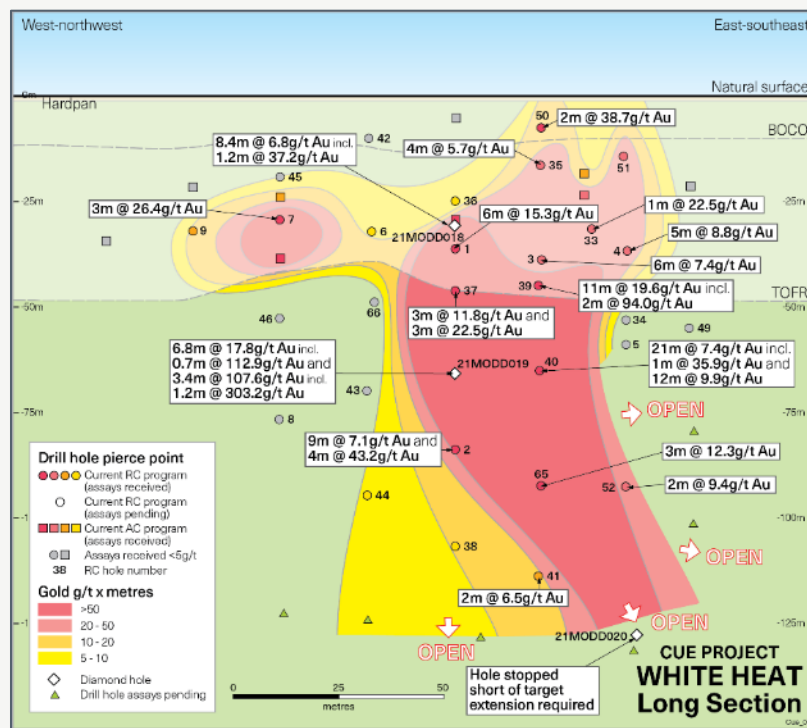 West-northwest
East-southeast
Natural surface
0m
Hardpan
BOCO
50
2m @ 38.7g/t Au
42
8.4m @ 6.8g/t Au incl.
1.2m @ 37.2g/t Au
4m @ 5.7g/t Au
35
51
45
-25m
-25m
36
3m @ 26.4g/t Au
7
6m @ 15.3g/t Au
1m @ 22.5g/t Au
9
6
21MODD018
1
33
5m @ 8.8g/t Au
4
3
6m @ 7.4g/t Au
37
39
11m @ 19.6g/t Au incl.
2m @ 94.0g/t Au
TOFR
-50m
-50m
66
46
3m @ 11.8g/t Au and
3m @ 22.5g/t Au
34
49
5
6.8m @ 17.8g/t Au incl.
0.7m @ 112.9g/t Au and
3.4m @ 107.6g/t Au incl.
1.2m @ 303.2g/t Au
21MODD019
40
21m @ 7.4g/t Au incl.
1m @ 35.9g/t Au and
12m @ 9.9g/t Au
43
-75m
-75m
OPEN
8
9m @ 7.1g/t Au and
4m @ 43.2g/t Au
2
3m @ 12.3g/t Au
65
52
2m @ 9.4g/t Au
44
-1
-100m
38
OPEN
41
2m @ 6.5g/t Au
-1
-125m
OPEN
OPEN
21MODD020
Hole stopped
short of target
extension required
Drill hole pierce point
Current RC program
(assays received)
Current RC program
(assays pending)
Current AC program
(assays received)
Assays received <5g/t
38 RC hole number
Gold g/t x metres
>50
20 - 50
10 - 20
5 - 10
Diamond hole
Drill hole assays pending
0 25 50
metres
CUE PROJECT
WHITE HEAT
Long Section